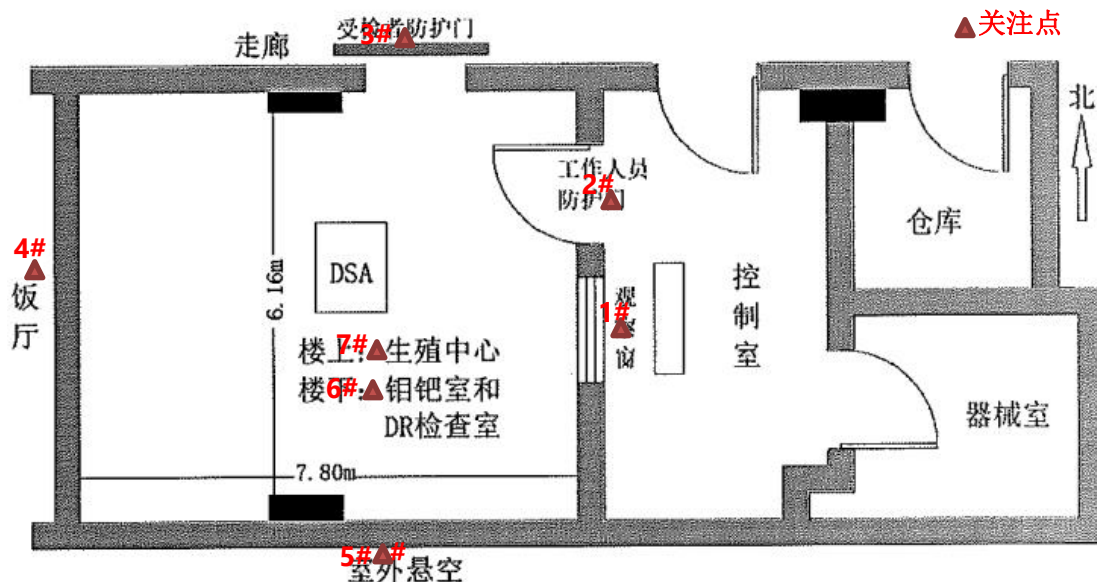 受检者防护门
3#
关注点
走廊
北
工作人员
防护门
2#
仓库
4#
饭厅
DSA
6.16m
控制室
观察窗
1#
楼上：生殖中心
7#
楼下：钼钯室和
6#
DR检查室
器械室
7.80m
5#
#
室外悬空